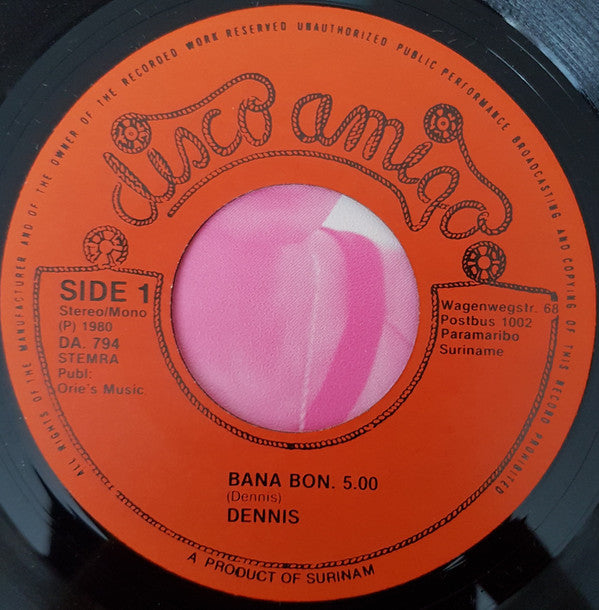 ALL RIGHTS OF THE MANUFACTURER AND OF THE OWNER OF THE RECORDED WORK RESERVED UNAUTHORIZED PUBLIC PERFORMANCE BROADCASTING AND COPYING OF THIS RECORD PROHIBITED
disco amigo
SIDE 1
Stereo/Mono
(P) 1980
DA. 794
STEMRA
Publ:
Orie's Music
Wagenwegstr. 68
Postbus 1002
Paramaribo
Suriname
BANA BON. 5.00
(Dennis)
DENNIS
A PRODUCT OF SURINAM